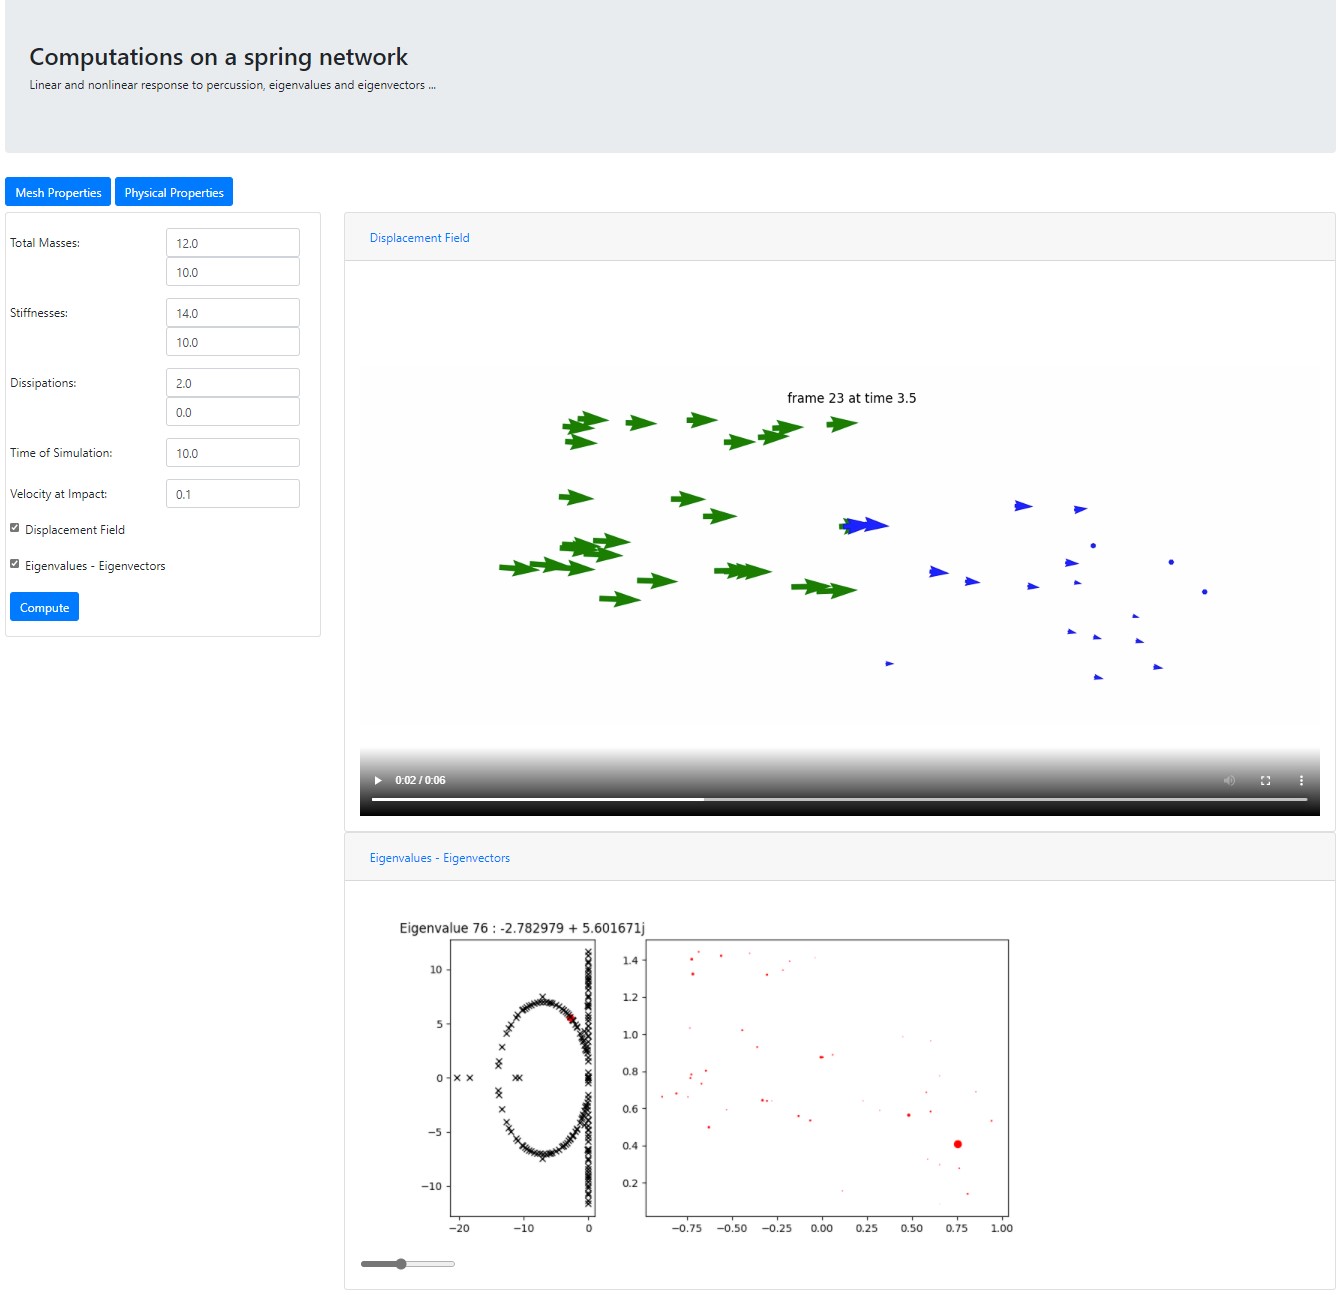 Computations on a spring network
Linear and nonlinear response to percussion, eigenvalues and eigenvectors ...
Mesh Properties Physical Properties
Total Masses: 12.0
10.0
Stiffnesses: 14.0
10.0
Dissipations: 2.0
0.0
Time of Simulation: 10.0
Velocity at Impact: 0.1
Displacement Field
Eigenvalues - Eigenvectors
Compute
Displacement Field
frame 23 at time 3.5
0:02 / 0:06
Eigenvalues - Eigenvectors
Eigenvalue 76 : -2.782979 + 5.601671j
10
5
0
−5
−10
−20 −10 0
1.4
1.2
1.0
0.8
0.6
0.4
0.2
−0.75 −0.50 −0.25 0.00 0.25 0.50 0.75 1.00